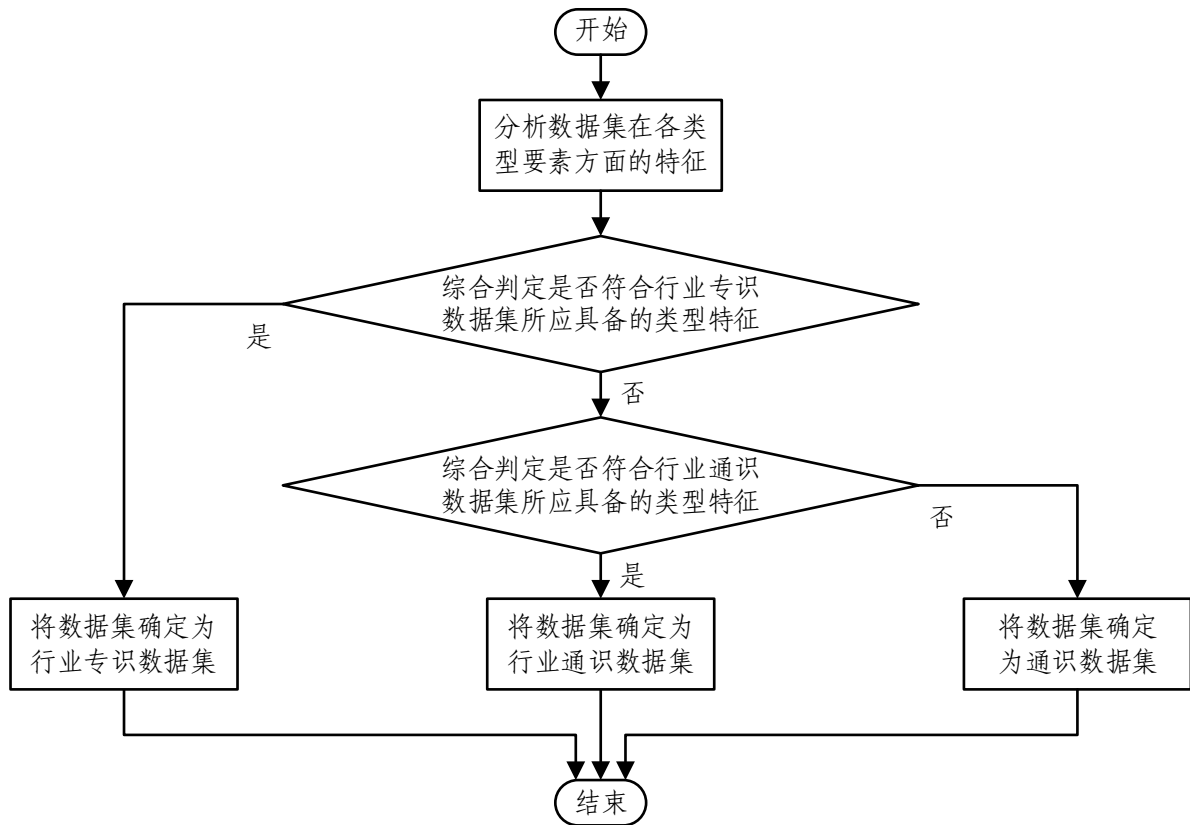 开始
分析数据集在各类
型要素方面的特征
综合判定是否符合行业专识
数据集所应具备的类型特征
是
否
综合判定是否符合行业通识
数据集所应具备的类型特征
否
是
将数据集确定为
行业专识数据集
将数据集确定为
行业通识数据集
将数据集确定
为通识数据集
结束